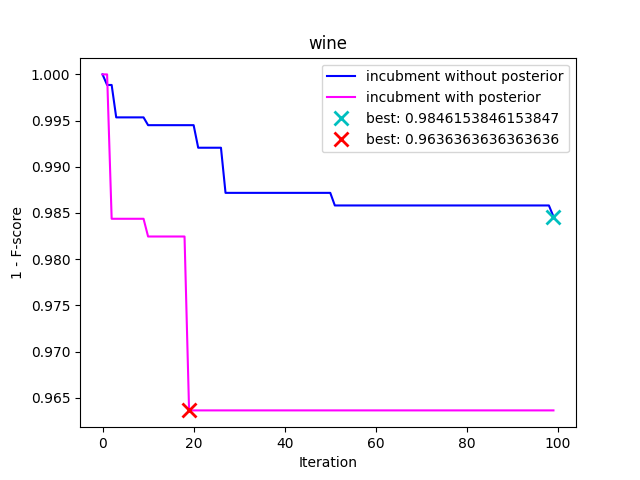 wine
incubment without posterior
incubment with posterior
best: 0.9846153846153847
best: 0.9636363636363636
1 - F-score
1.000
0.995
0.990
0.985
0.980
0.975
0.970
0.965
0 20 40 60 80 100
Iteration